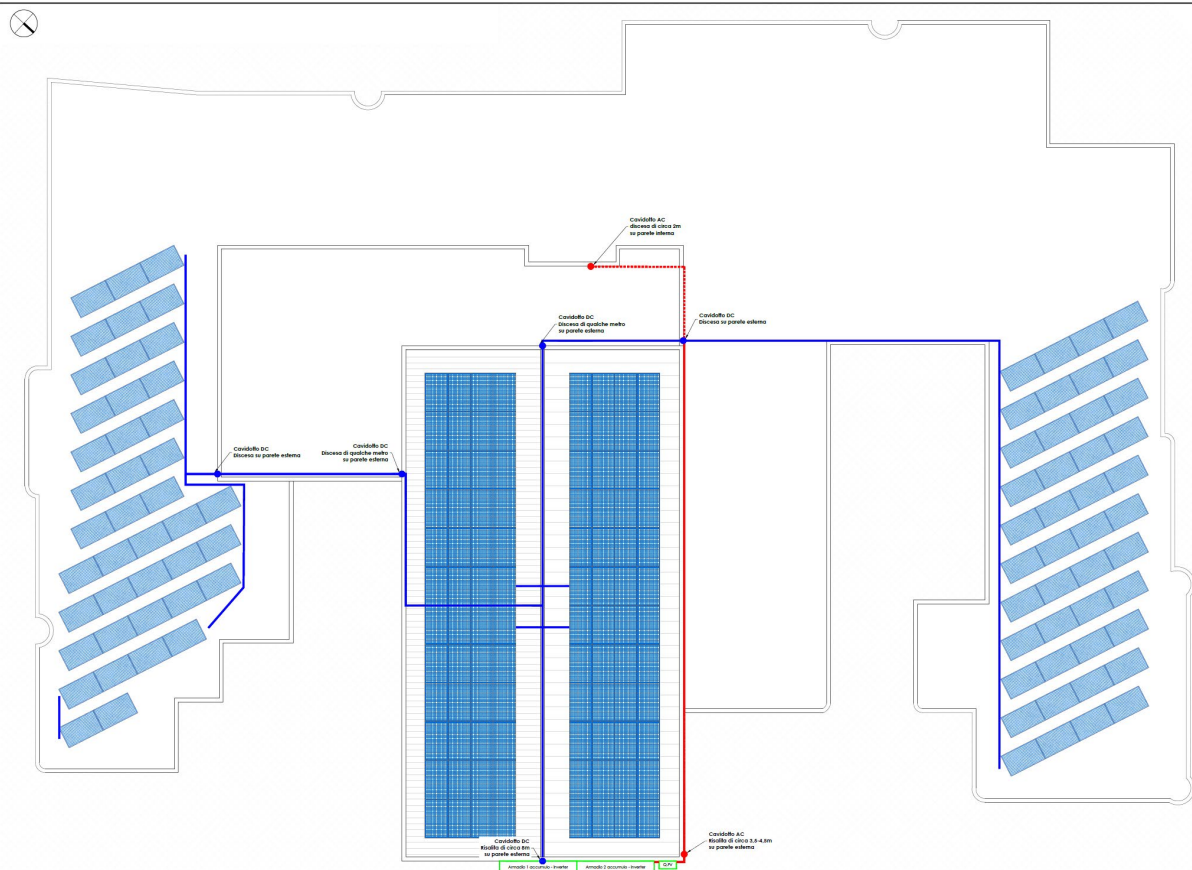 Cavidotto AC
discesa di circa 2m
su parete interna
Cavidotto DC
Discesa di qualche metro
su parete esterna
Cavidotto DC
Discesa su parete esterna
Cavidotto DC
Discesa su parete esterna
Cavidotto DC
Discesa di qualche metro
su parete esterna
Cavidotto DC
Risalita di circa 8m
su parete esterna
Cavidotto AC
Risalita di circa 3,5-4,5m
su parete esterna
Armadio 1 accumulo - Inverter
Armadio 2 accumulo - Inverter
Q.PV